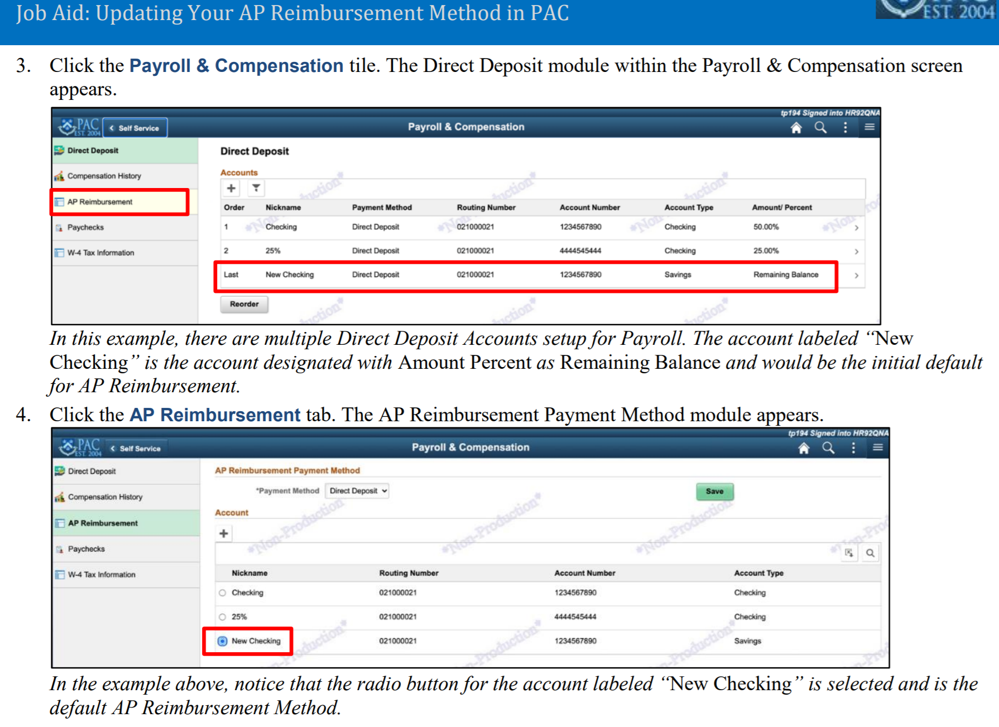 Job Aid: Updating Your AP Reimbursement Method in PAC
EST. 2004
3. Click the Payroll & Compensation tile. The Direct Deposit module within the Payroll & Compensation screen
appears.
tp194 Signed into HR92QNA
PAC
EST. 2004
Self Service
Payroll & Compensation
Direct Deposit
Compensation History
AP Reimbursement
Paychecks
W-4 Tax Information
Direct Deposit
Accounts
Order Nickname Payment Method Routing Number Account Number Account Type Amount/ Percent
1 Checking Direct Deposit 021000021 1234567890 Checking 50.00%
2 25% Direct Deposit 021000021 4444545444 Checking 25.00%
Last New Checking Direct Deposit 021000021 1234567890 Savings Remaining Balance
Reorder
In this example, there are multiple Direct Deposit Accounts setup for Payroll. The account labeled “New
Checking” is the account designated with Amount Percent as Remaining Balance and would be the initial default
for AP Reimbursement.
4. Click the AP Reimbursement tab. The AP Reimbursement Payment Method module appears.
tp194 Signed into HR92QNA
PAC
EST. 2004
Self Service
Payroll & Compensation
Direct Deposit
Compensation History
AP Reimbursement
Paychecks
W-4 Tax Information
AP Reimbursement Payment Method
*Payment Method Direct Deposit
Save
Account
*Non-Production* *Non-Production* *Non-Production*
Nickname Routing Number Account Number Account Type
Checking 021000021 1234567890 Checking
25% 021000021 4444545444 Checking
New Checking 021000021 1234567890 Savings
In the example above, notice that the radio button for the account labeled “New Checking” is selected and is the
default AP Reimbursement Method.